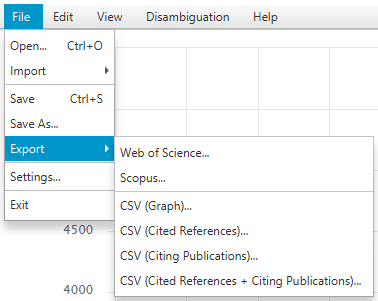 File Edit View Disambiguation Help
Open... Ctrl+O
Import
Save Ctrl+S
Save As...
Export
Settings...
Exit
Web of Science...
Scopus...
CSV (Graph)...
CSV (Cited References)...
CSV (Citing Publications)...
CSV (Cited References + Citing Publications)...
4500
4000